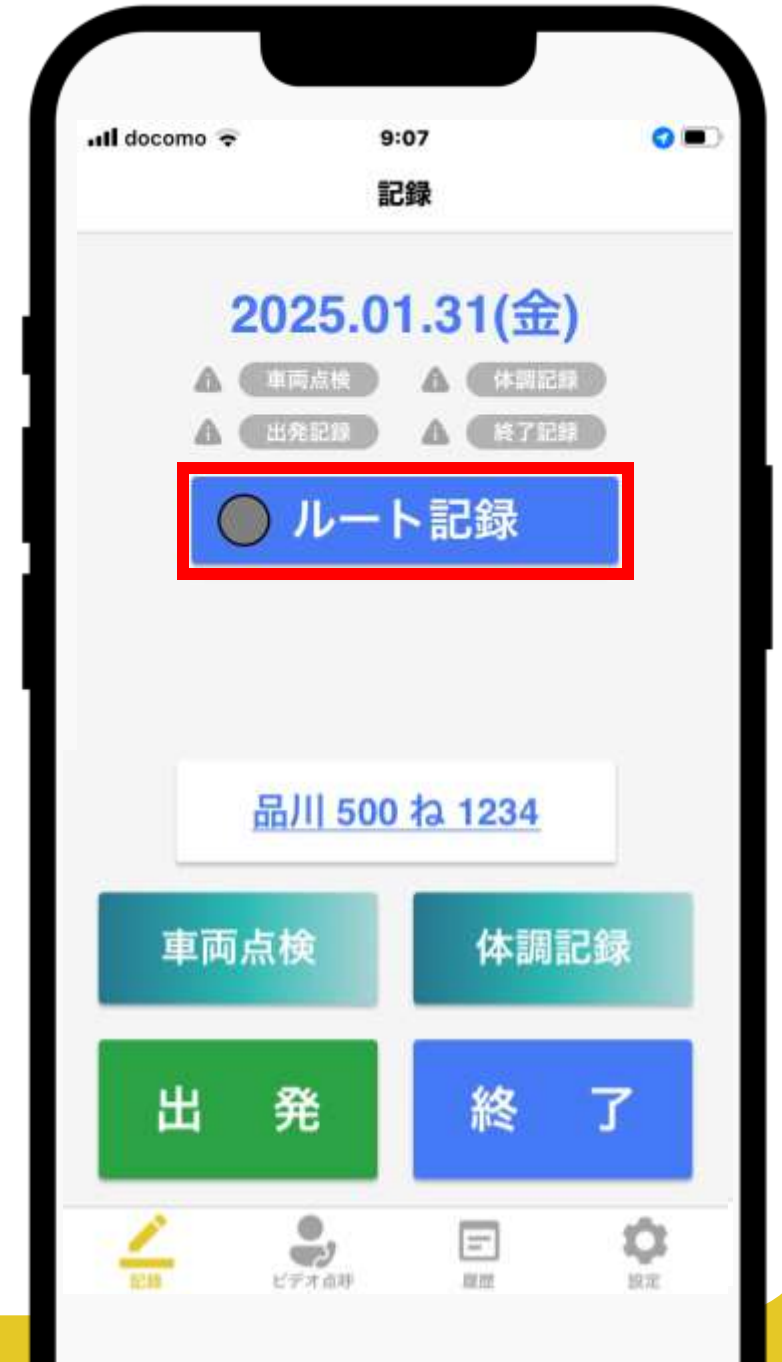 docomo 9:07
記録
2025.01.31(金)
車両点検 体調記録
出発記録 終了記録
ルート記録
品川 500 ね 1234
車両点検 体調記録
出 発 終 了
記録 ビデオ点呼 履歴 設定